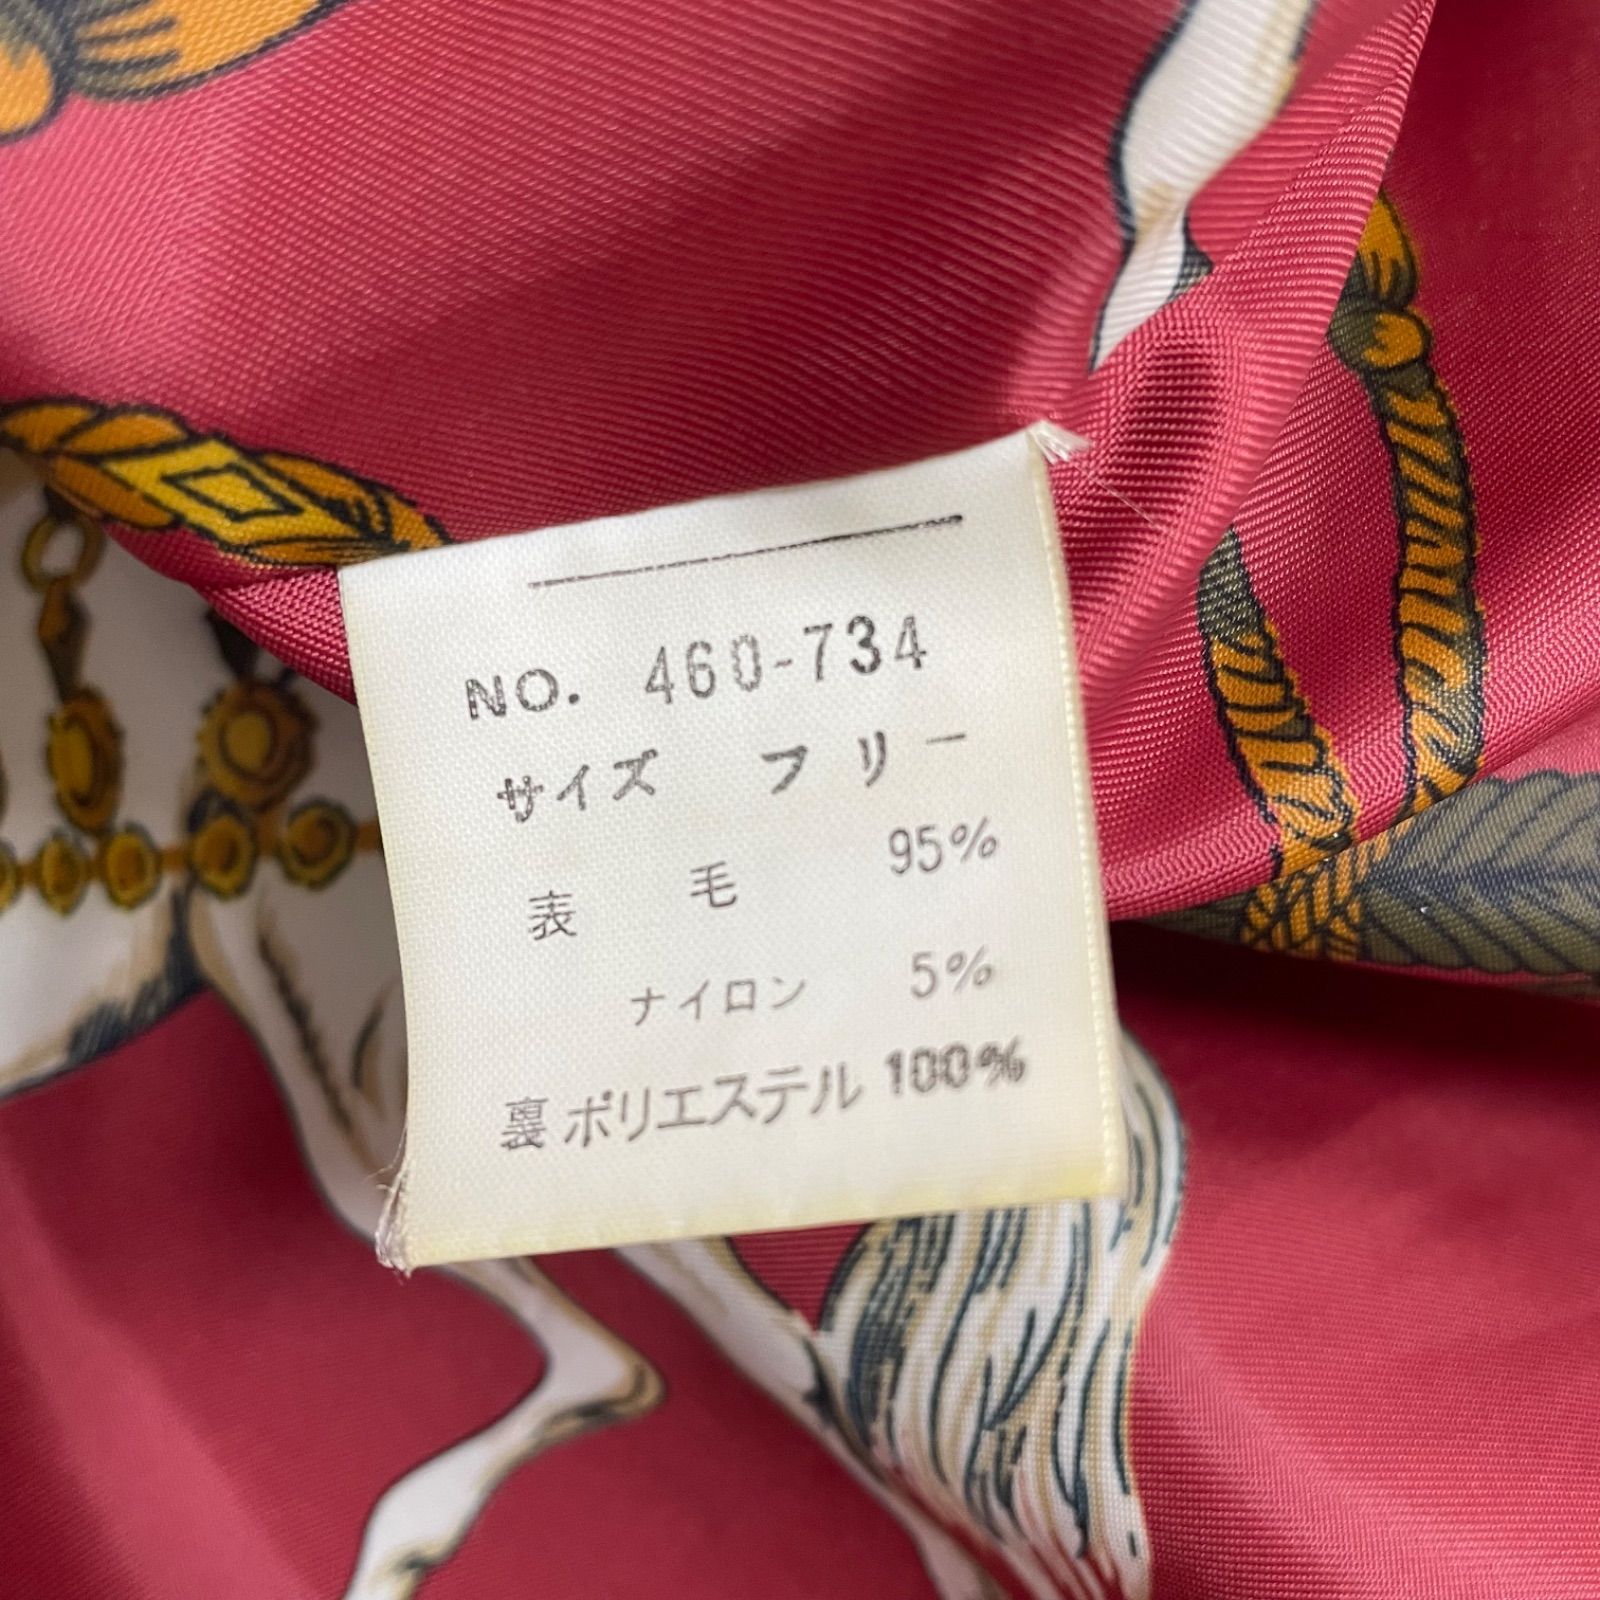 NO. 460-734
サイズ フリー
表 毛 95%
ナイロン 5%
裏 ポリエステル 100%